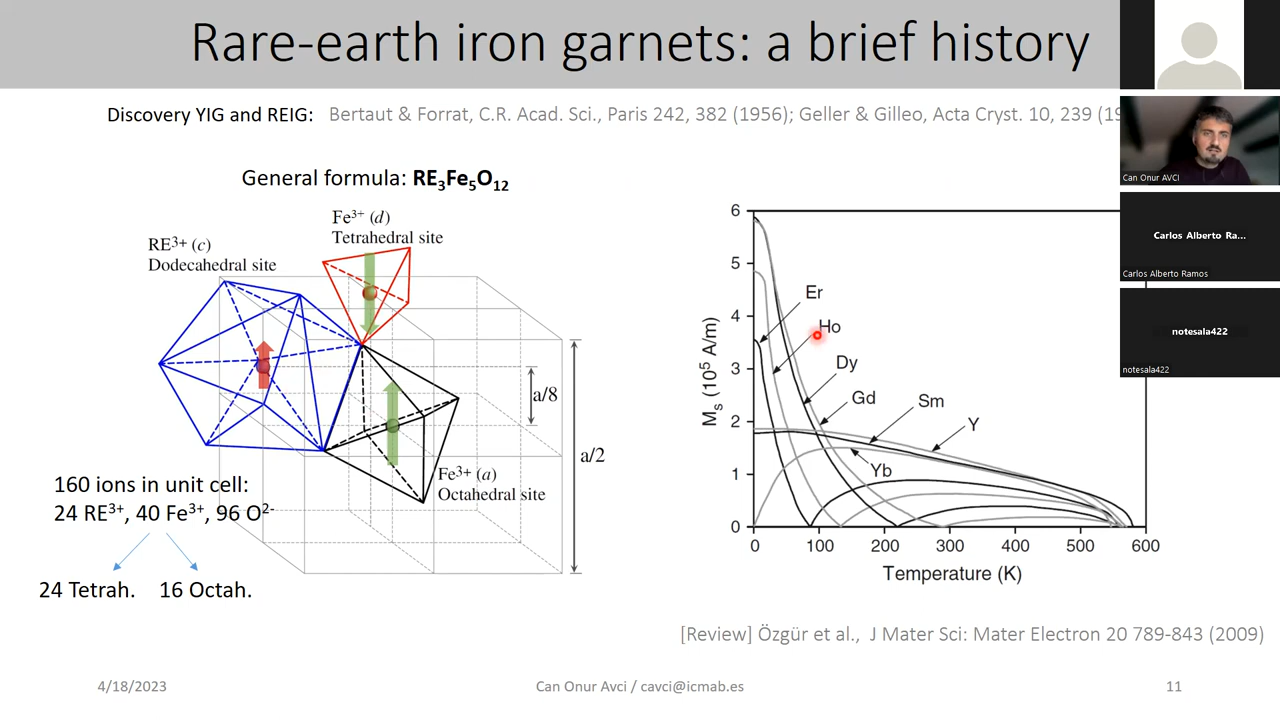 Rare-earth iron garnets: a brief history
Discovery YIG and REIG: Bertaut & Forrat, C.R. Acad. Sci., Paris 242, 382 (1956); Geller & Gilleo, Acta Cryst. 10, 239 (19
General formula: RE₃Fe₅O₁₂
Fe³⁺ (d)
Tetrahedral site
RE³⁺ (c)
Dodecahedral site
a/8
a/2
Fe³⁺ (a)
Octahedral site
160 ions in unit cell:
24 RE³⁺, 40 Fe³⁺, 96 O²⁻
24 Tetrah. 16 Octah.
6
5
4
3
2
1
0
Mₛ (10⁵ A/m)
Er
Ho
Dy
Gd
Sm
Y
Yb
0 100 200 300 400 500 600
Temperature (K)
[Review] Özgür et al., J Mater Sci: Mater Electron 20 789-843 (2009)
4/18/2023
Can Onur Avci / cavci@icmab.es
11
Can Onur AVCI
Carlos Alberto Ra...
Carlos Alberto Ramos
notesala422
notesala422